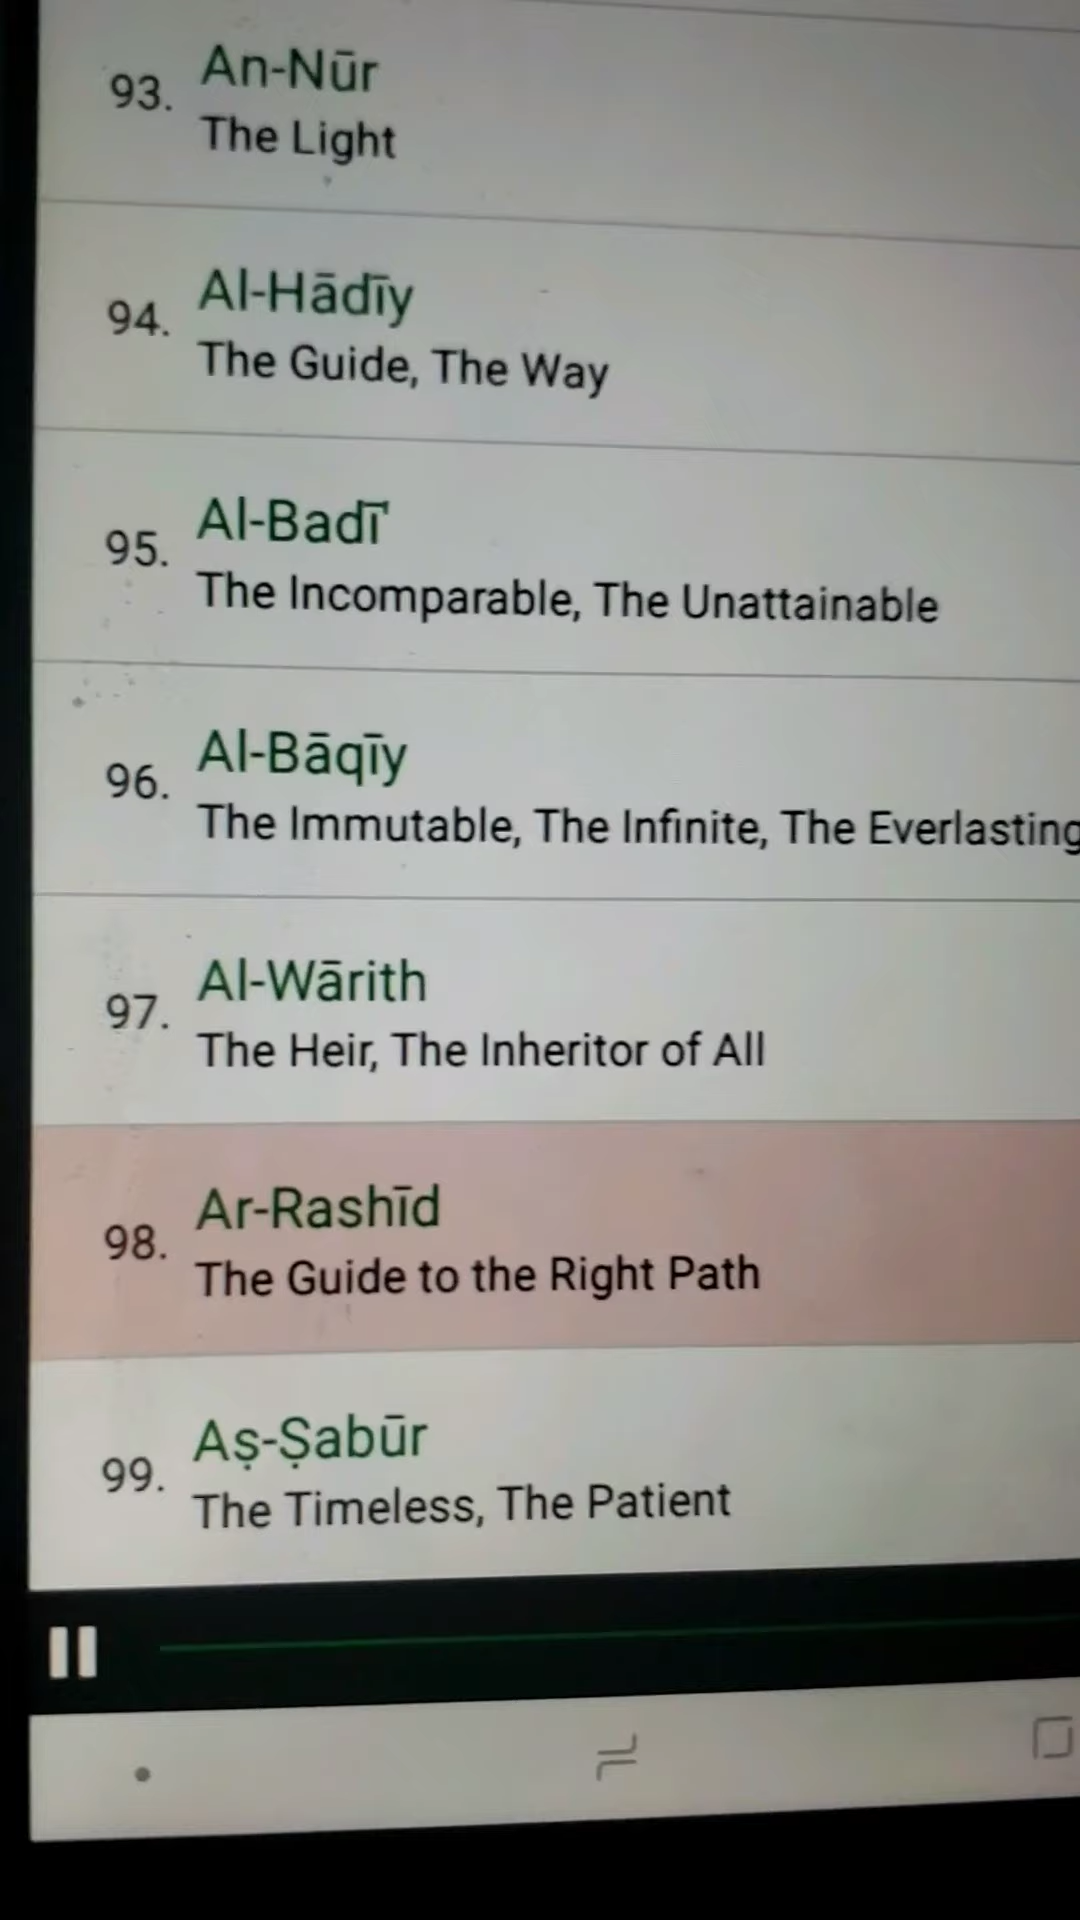 93. An-Nūr
The Light
94. Al-Hādīy
The Guide, The Way
95. Al-Badī'
The Incomparable, The Unattainable
96. Al-Bāqīy
The Immutable, The Infinite, The Everlasting
97. Al-Wārith
The Heir, The Inheritor of All
98. Ar-Rashīd
The Guide to the Right Path
99. Aṣ-Ṣabūr
The Timeless, The Patient